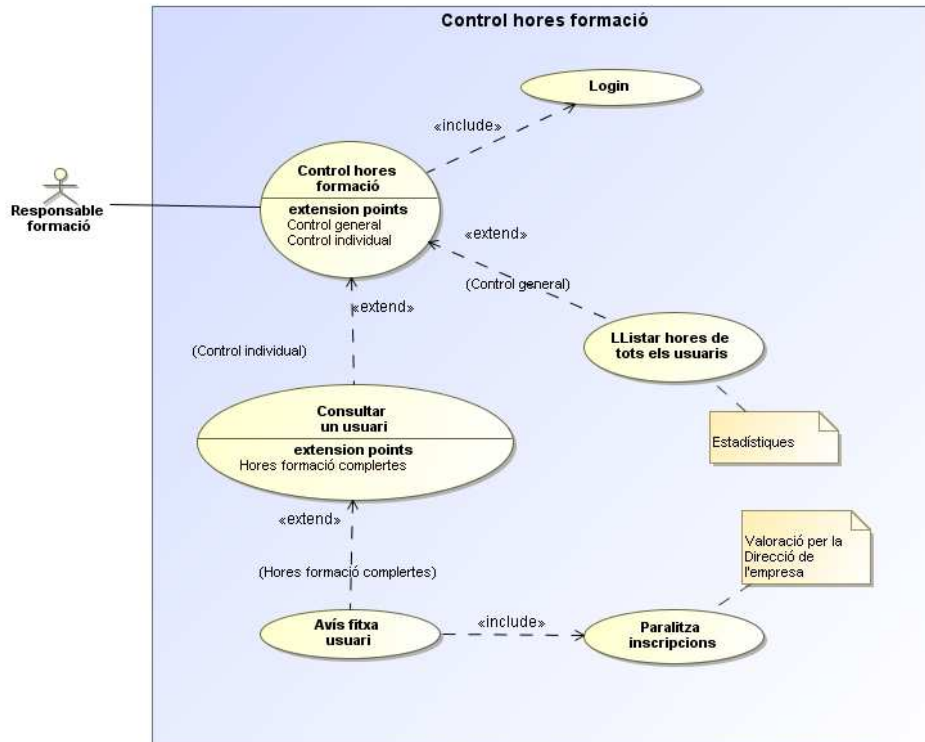 Control hores formació
Login
«include»
Control hores
formació
extension points
Control general
Control individual
Responsable
formació
«extend»
(Control general)
«extend»
LListar hores de
tots els usuaris
(Control individual)
Consultar
un usuari
extension points
Hores formació complertes
Estadístiques
«extend»
Valoració per la
Direcció de
l'empresa
(Hores formació complertes)
Avís fitxa
usuari
«include»
Paralitza
inscripcions